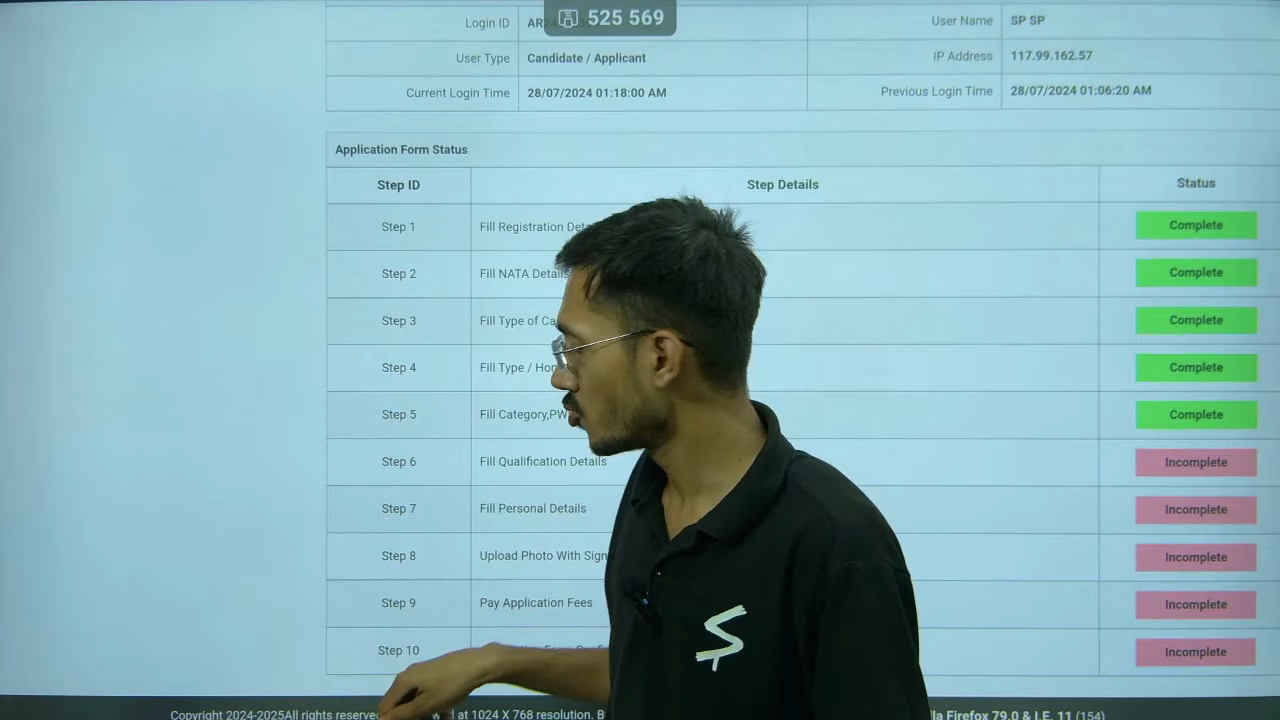 525 569
Login ID AR
User Name SP SP
User Type Candidate / Applicant
IP Address 117.99.162.57
Current Login Time 28/07/2024 01:18:00 AM
Previous Login Time 28/07/2024 01:06:20 AM
Application Form Status
Step ID Step Details Status
Step 1 Fill Registration Complete
Step 2 Fill NATA Details Complete
Step 3 Fill Type of Complete
Step 4 Fill Type / Complete
Step 5 Fill Category, Complete
Step 6 Fill Qualification Details Incomplete
Step 7 Fill Personal Details Incomplete
Step 8 Upload Photo With Incomplete
Step 9 Pay Application Fees Incomplete
Step 10 Incomplete
Copyright 2024-2025All rights at 1024 X 768 resolution. Firefox 79.0 & I.E. 11 (154)